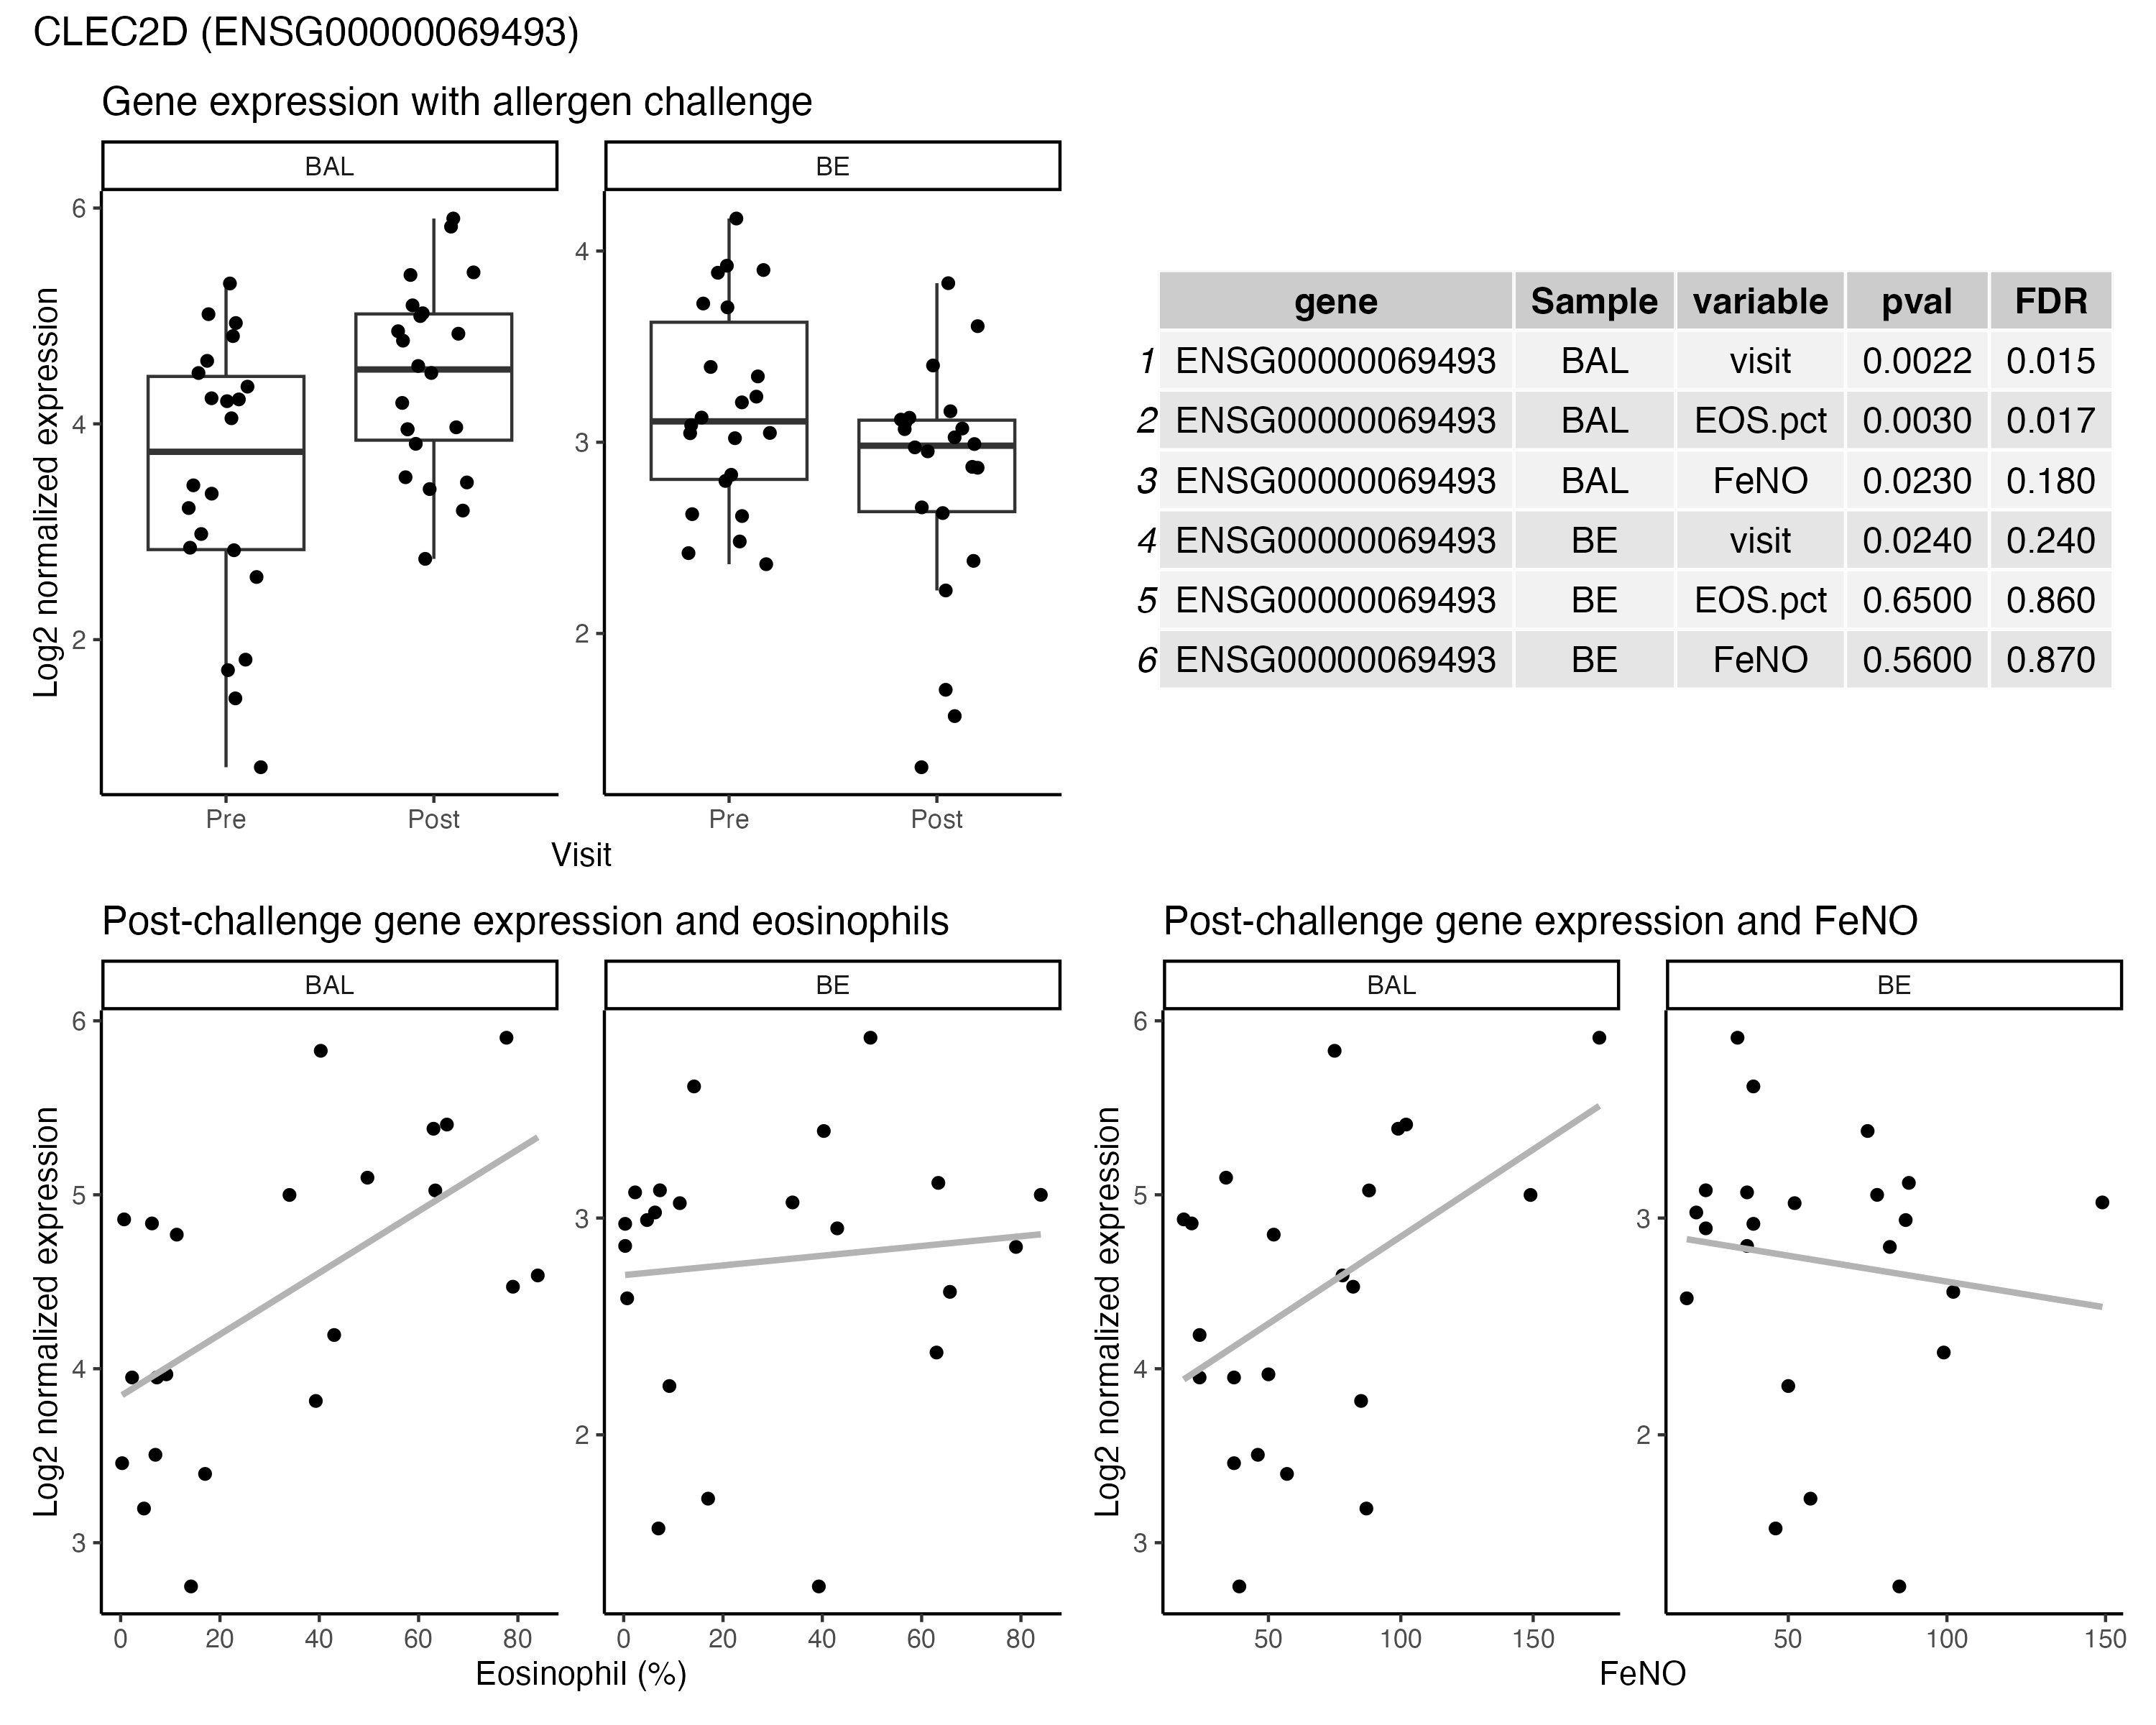 CLEC2D (ENSG00000069493)
Gene expression with allergen challenge
BAL
BE
Log2 normalized expression
6
4
2
4
3
2
Pre
Post
Pre
Post
Visit
gene Sample variable pval FDR
1 ENSG00000069493 BAL visit 0.0022 0.015
2 ENSG00000069493 BAL EOS.pct 0.0030 0.017
3 ENSG00000069493 BAL FeNO 0.0230 0.180
4 ENSG00000069493 BE visit 0.0240 0.240
5 ENSG00000069493 BE EOS.pct 0.6500 0.860
6 ENSG00000069493 BE FeNO 0.5600 0.870
Post-challenge gene expression and eosinophils
BAL
BE
Log2 normalized expression
6
5
4
3
3
2
0 20 40 60 80
0 20 40 60 80
Eosinophil (%)
Post-challenge gene expression and FeNO
BAL
BE
Log2 normalized expression
6
5
4
3
3
2
50 100 150
50 100 150
FeNO